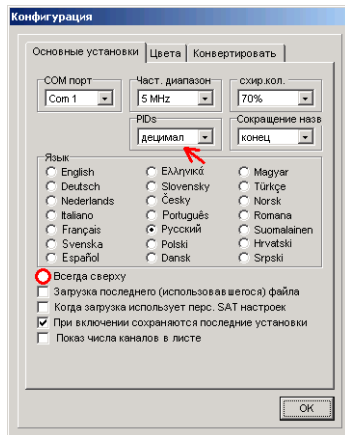 Конфигурация
Основные установки Цвета Конвертировать
COM порт Част. диапазон схир.кол.
Com 1 5 MHz 70%
PIDs Сокращение назв
децимал конец
Язык
English Ελληνικά Magyar
Deutsch Slovensky Türkçe
Nederlands Česky Norsk
Italiano Português Romana
Français Русский Suomalainen
Svenska Polski Hrvatski
Español Dansk Srpski
Всегда сверху
Загрузка последнего (использовавшегося) файла
Когда загрузка использует перс. SAT настроек
При включении сохраняются последние установки
Показ числа каналов в листе
OK